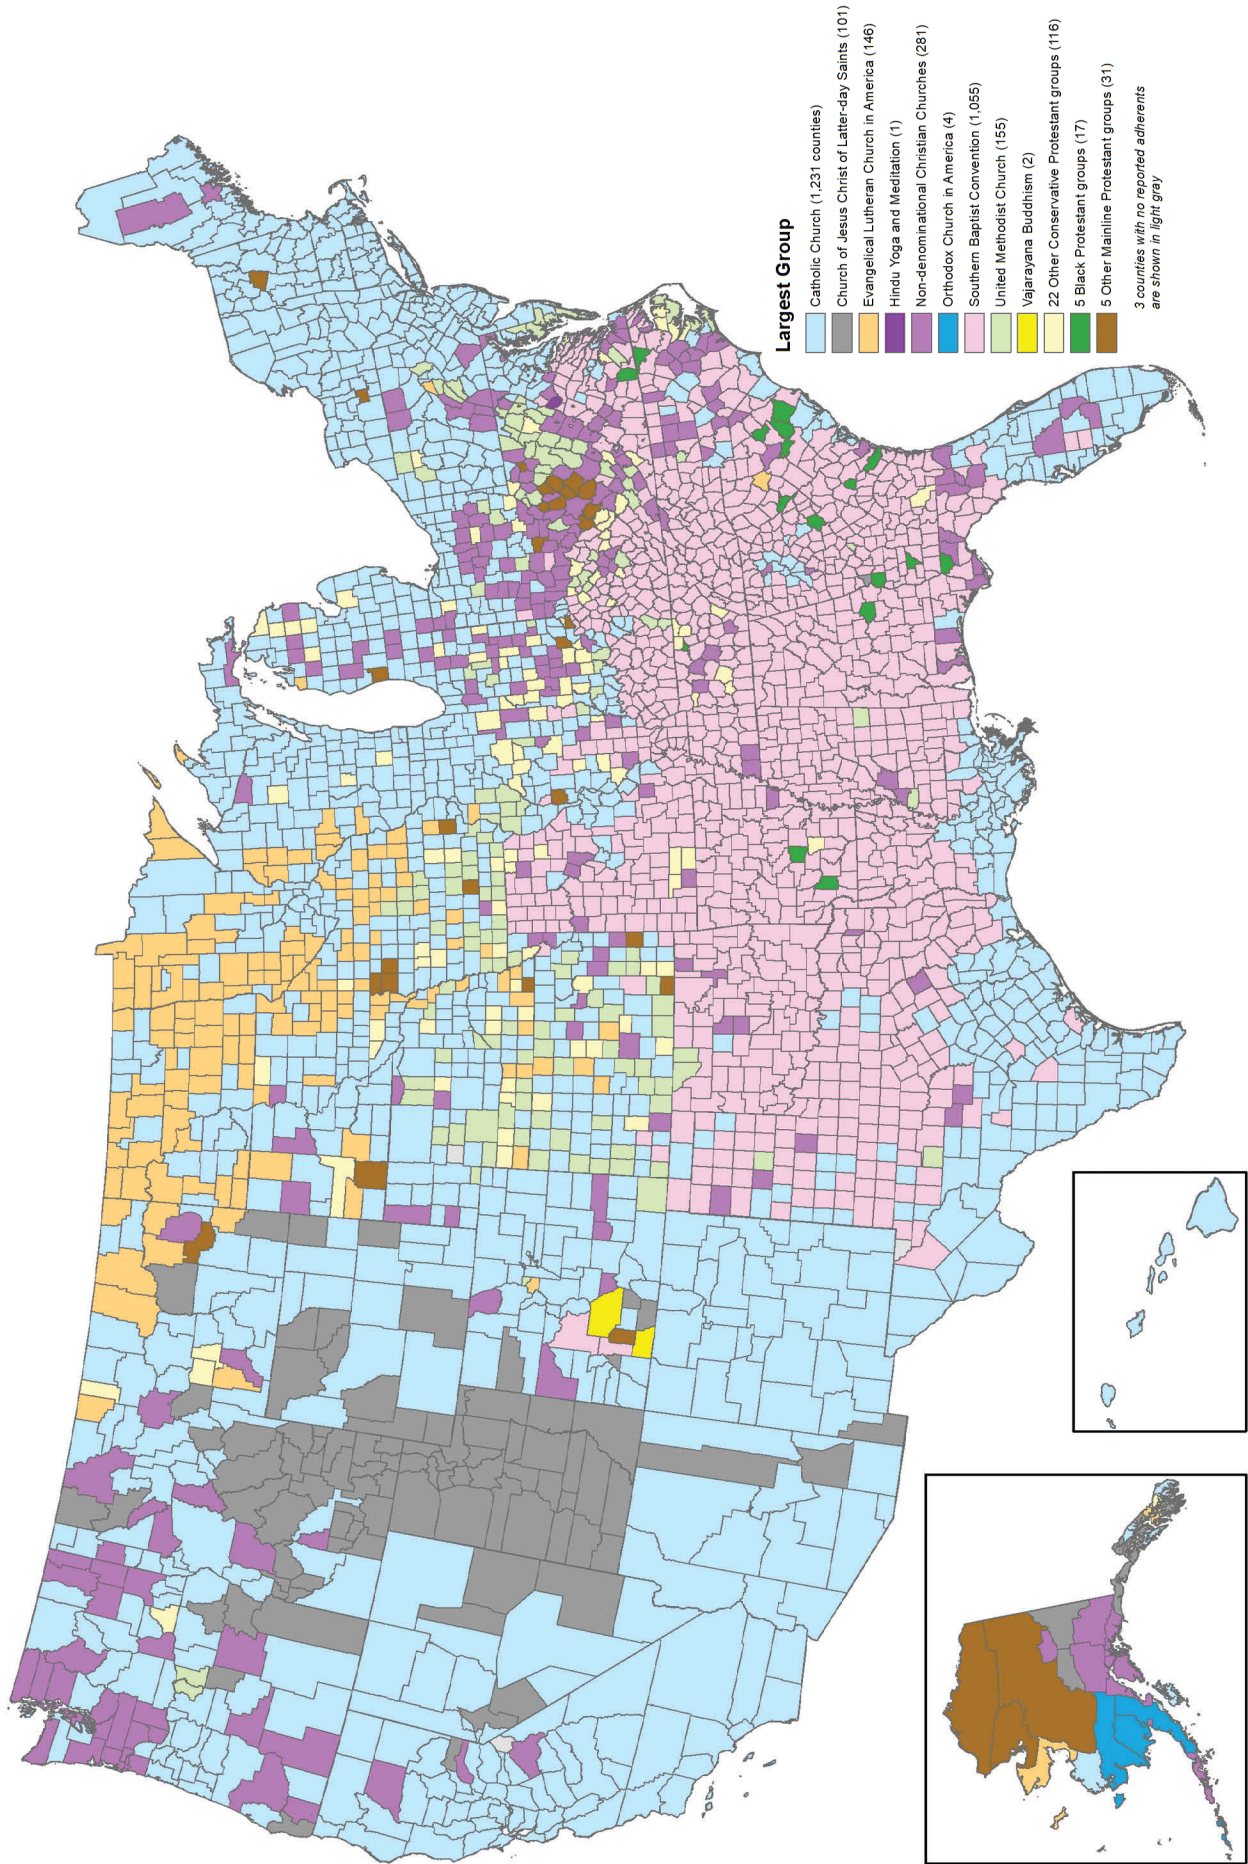 Largest Group
Catholic Church (1,231 counties)
Church of Jesus Christ of Latter-day Saints (101)
Evangelical Lutheran Church in America (146)
Hindu Yoga and Meditation (1)
Non-denominational Christian Churches (281)
Orthodox Church in America (4)
Southern Baptist Convention (1,055)
United Methodist Church (155)
Vajarayana Buddhism (2)
22 Other Conservative Protestant groups (116)
5 Black Protestant groups (17)
5 Other Mainline Protestant groups (31)
3 counties with no reported adherents
are shown in light gray